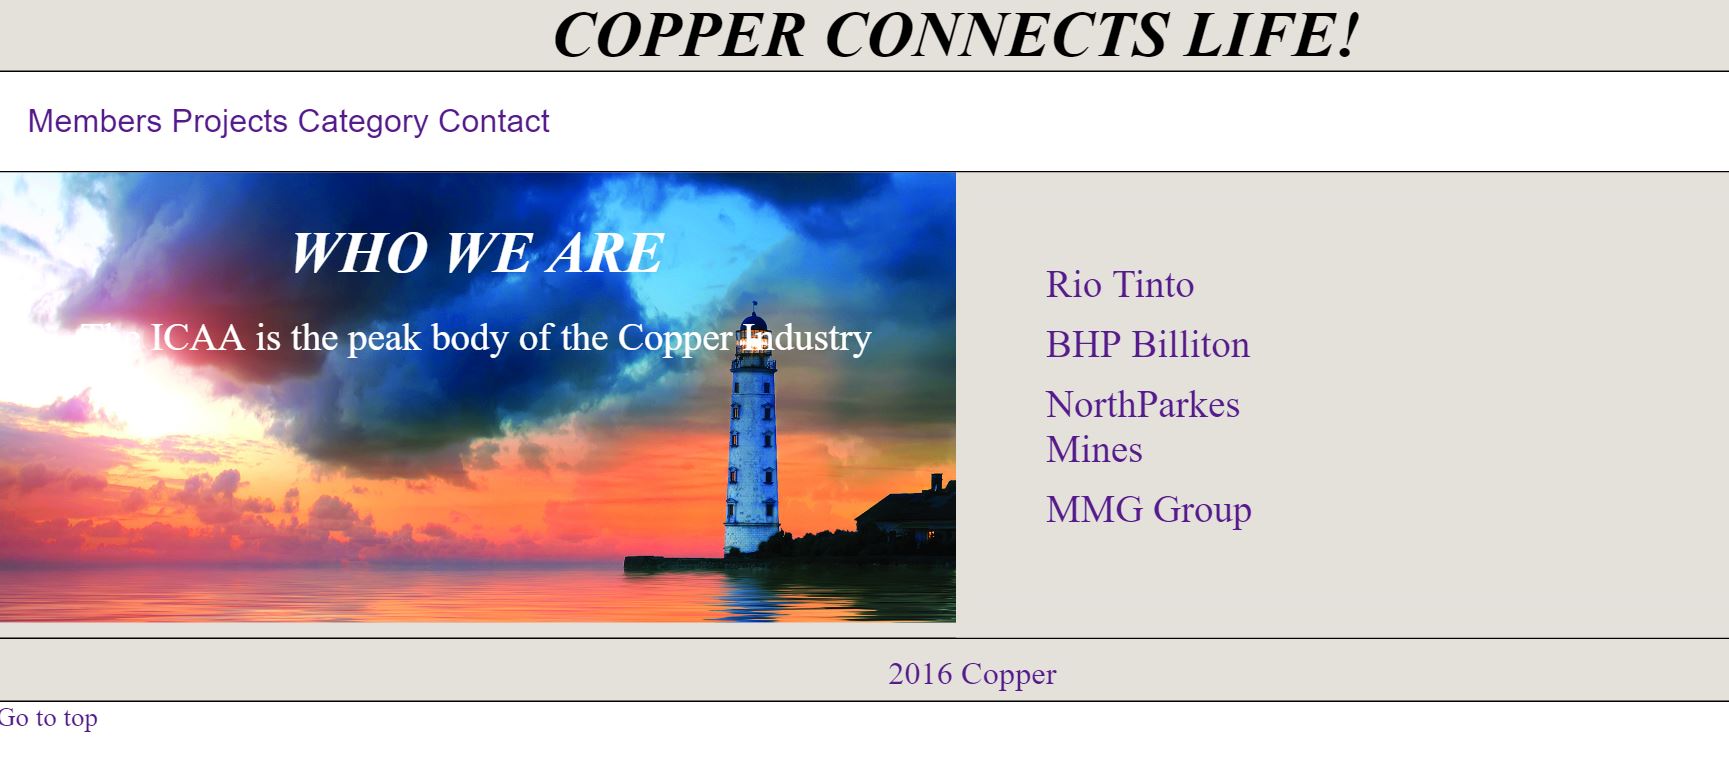 COPPER CONNECTS LIFE!
Members Projects Category Contact
WHO WE ARE
The ICAA is the peak body of the Copper Industry
Rio Tinto
BHP Billiton
NorthParkes
Mines
MMG Group
2016 Copper
Go to top